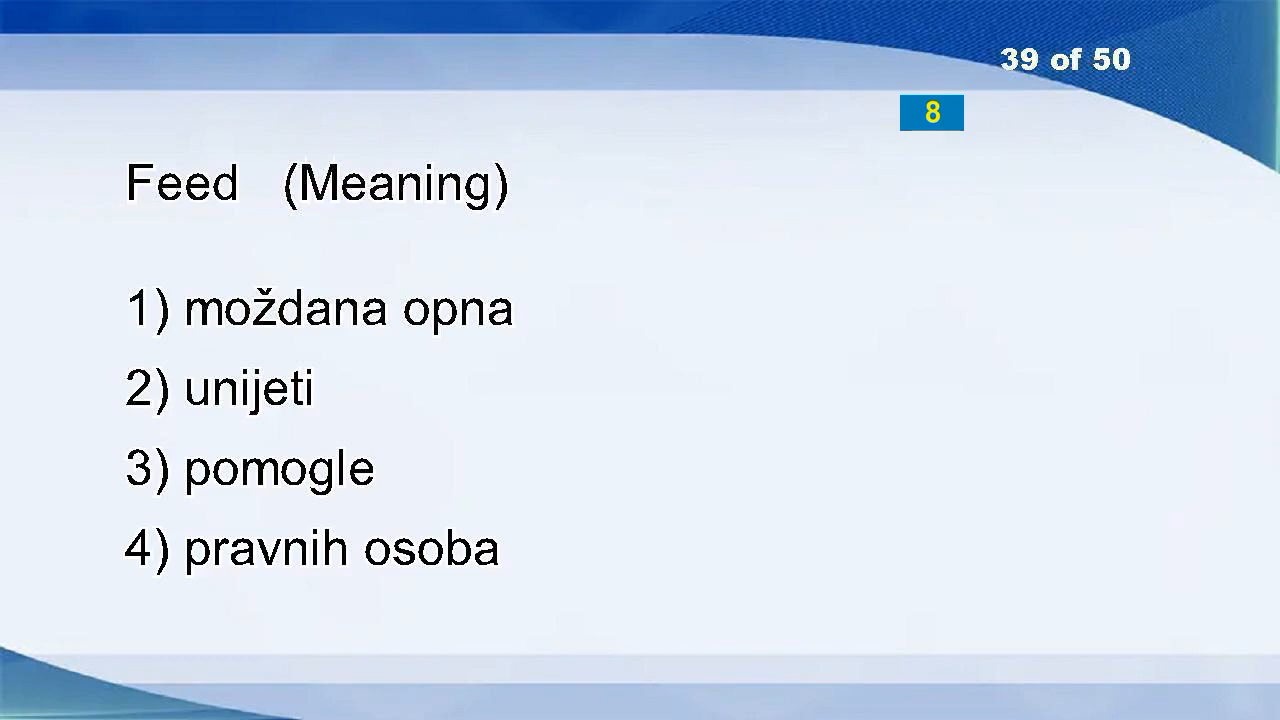 39 of 50
8
Feed (Meaning)
1) moždana opna
2) unijeti
3) pomogle
4) pravnih osoba